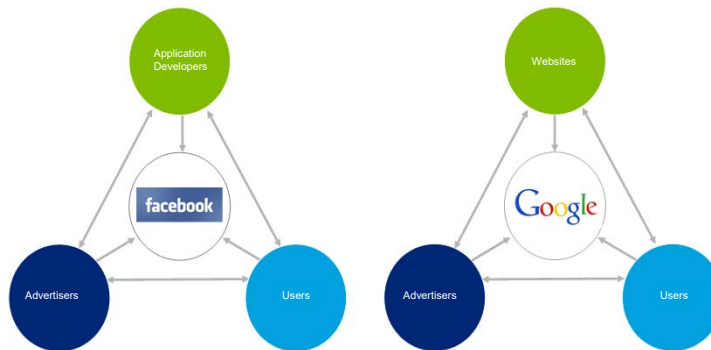 Application
Developers
Websites
facebook
Google
Advertisers
Users
Advertisers
Users